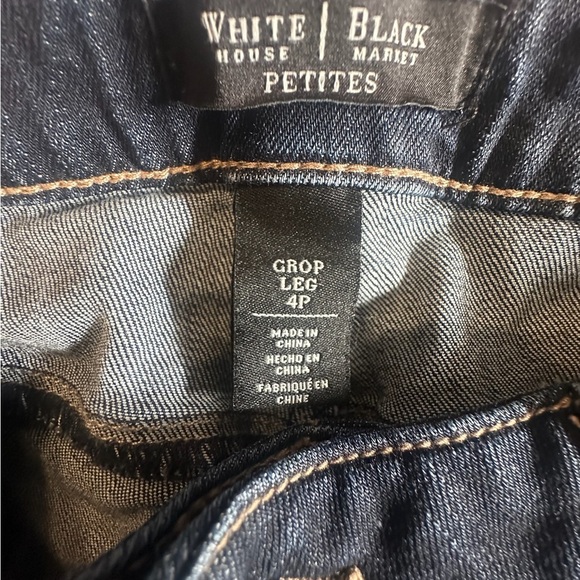 WHITE | BLACK
HOUSE | MARKET
PETITES
CROP
LEG
4P
MADE IN
CHINA
HECHO EN
CHINA
FABRIQUÉ EN
CHINE